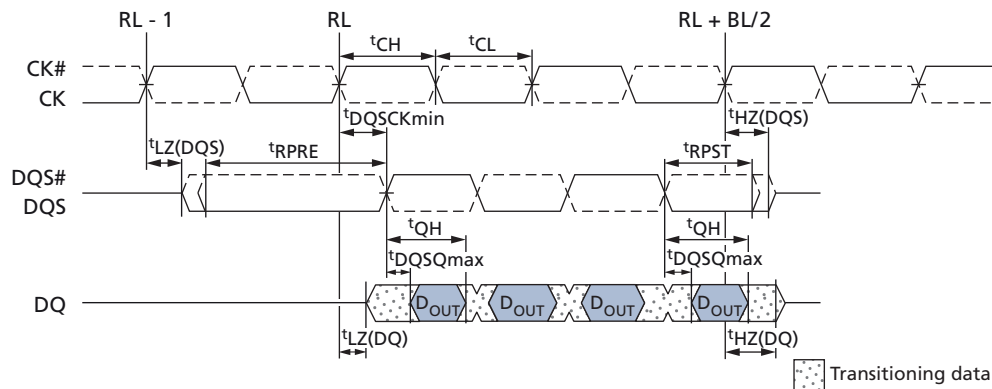 RL - 1 RL RL + BL/2
tCH tCL
CK#
CK
tDQSCKmin tHZ(DQS)
tLZ(DQS) tRPRE tRPST
DQS#
DQS
tQH tQH
tDQSQmax tDQSQmax
DQ DOUT DOUT DOUT DOUT
tLZ(DQ) tHZ(DQ)
Transitioning data